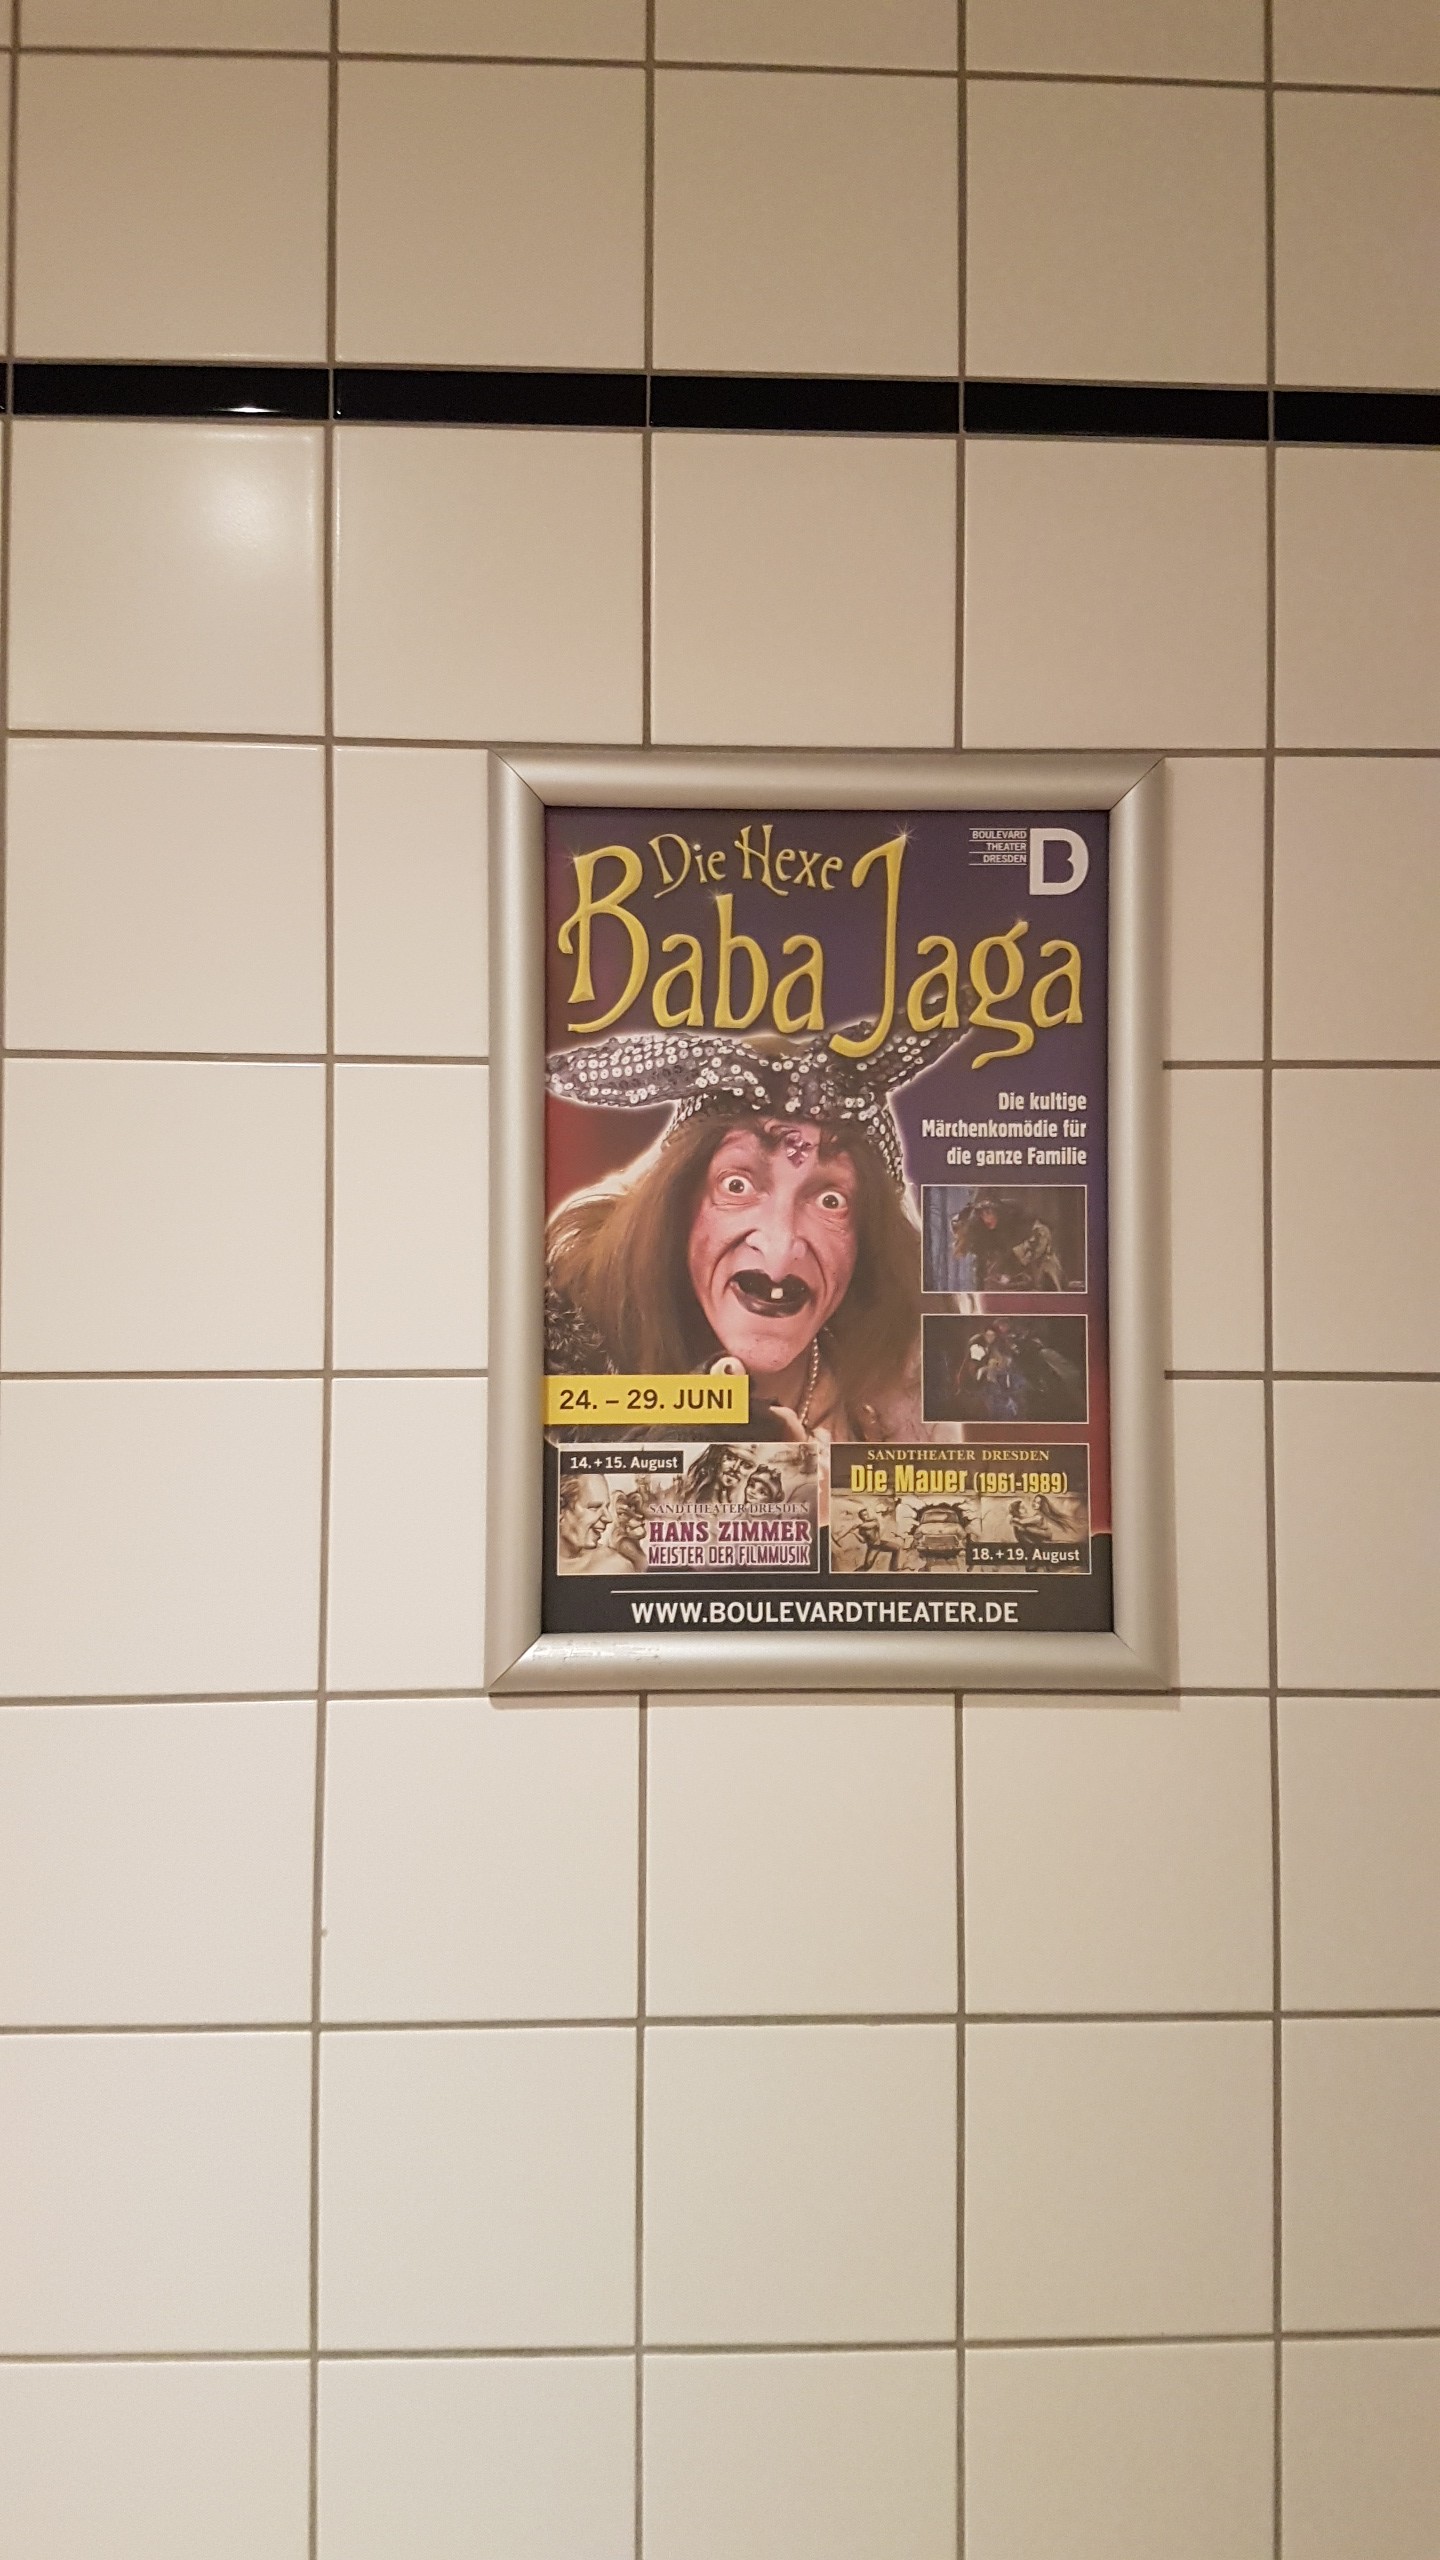 Die Hexe
Baba Jaga
BOULEVARD
THEATER
DRESDEN
B
Die kultige
Märchenkomödie für
die ganze Familie
24. – 29. JUNI
14. + 15. August
SANDTHEATER DRESDEN
HANS ZIMMER
MEISTER DER FILMMUSIK
SANDTHEATER DRESDEN
Die Mauer (1961-1989)
18. + 19. August
WWW.BOULEVARDTHEATER.DE